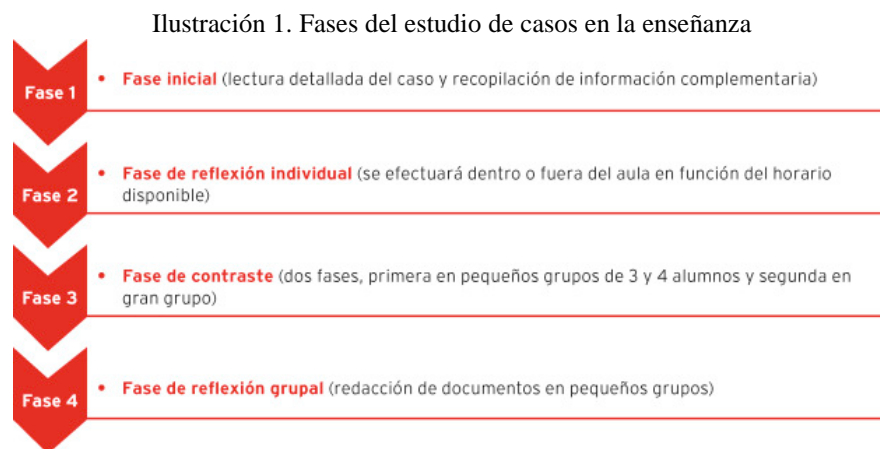 Ilustración 1. Fases del estudio de casos en la enseñanza
Fase 1
• Fase inicial (lectura detallada del caso y recopilación de información complementaria)
Fase 2
• Fase de reflexión individual (se efectuará dentro o fuera del aula en función del horario
disponible)
Fase 3
• Fase de contraste (dos fases, primera en pequeños grupos de 3 y 4 alumnos y segunda en
gran grupo)
Fase 4
• Fase de reflexión grupal (redacción de documentos en pequeños grupos)